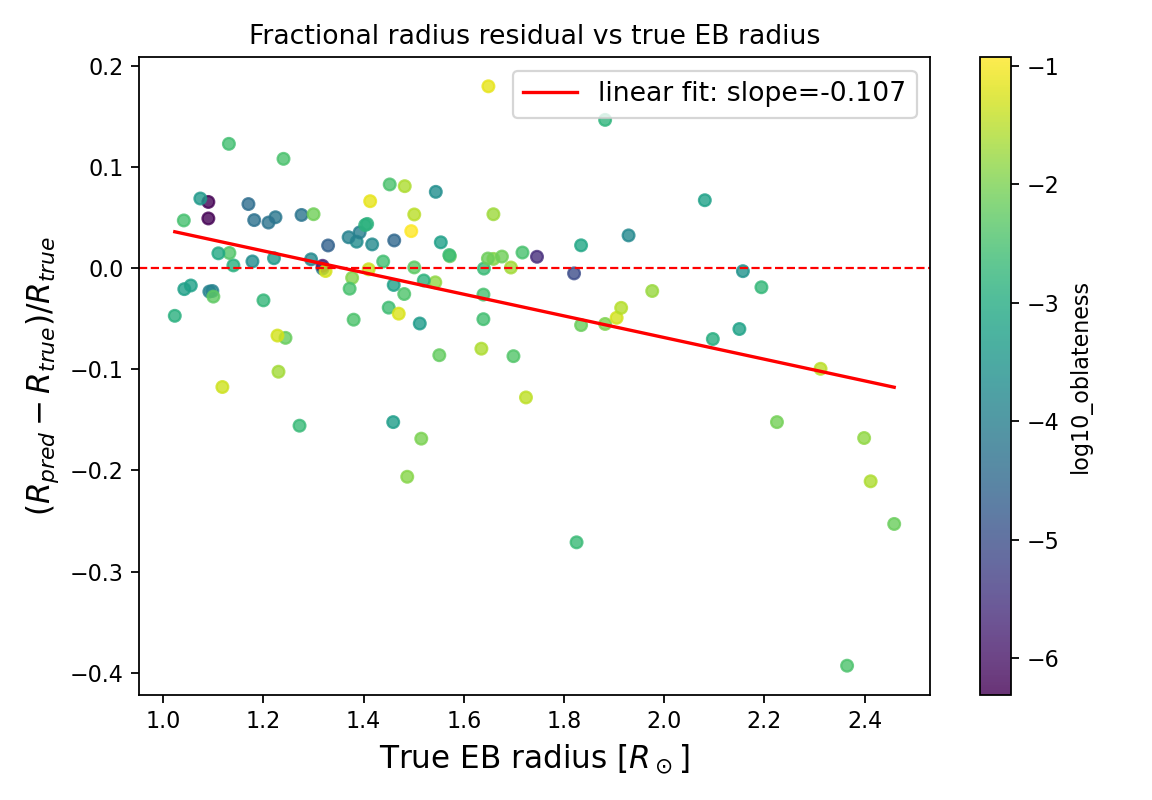 Fractional radius residual vs true EB radius
linear fit: slope=-0.107
(R_pred − R_true)/R_true
0.2
0.1
0.0
−0.1
−0.2
−0.3
−0.4
1.0 1.2 1.4 1.6 1.8 2.0 2.2 2.4
True EB radius [R_⊙]
−1
−2
−3
−4
−5
−6
log10_oblateness